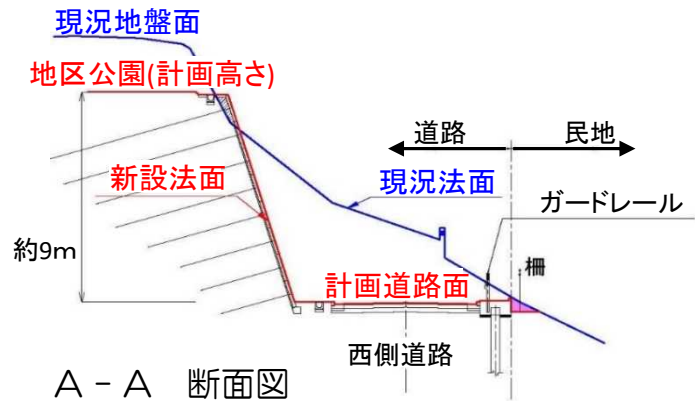 現況地盤面
地区公園(計画高さ)
道路
民地
新設法面
現況法面
ガードレール
約9m
柵
計画道路面
西側道路
A - A 断面図